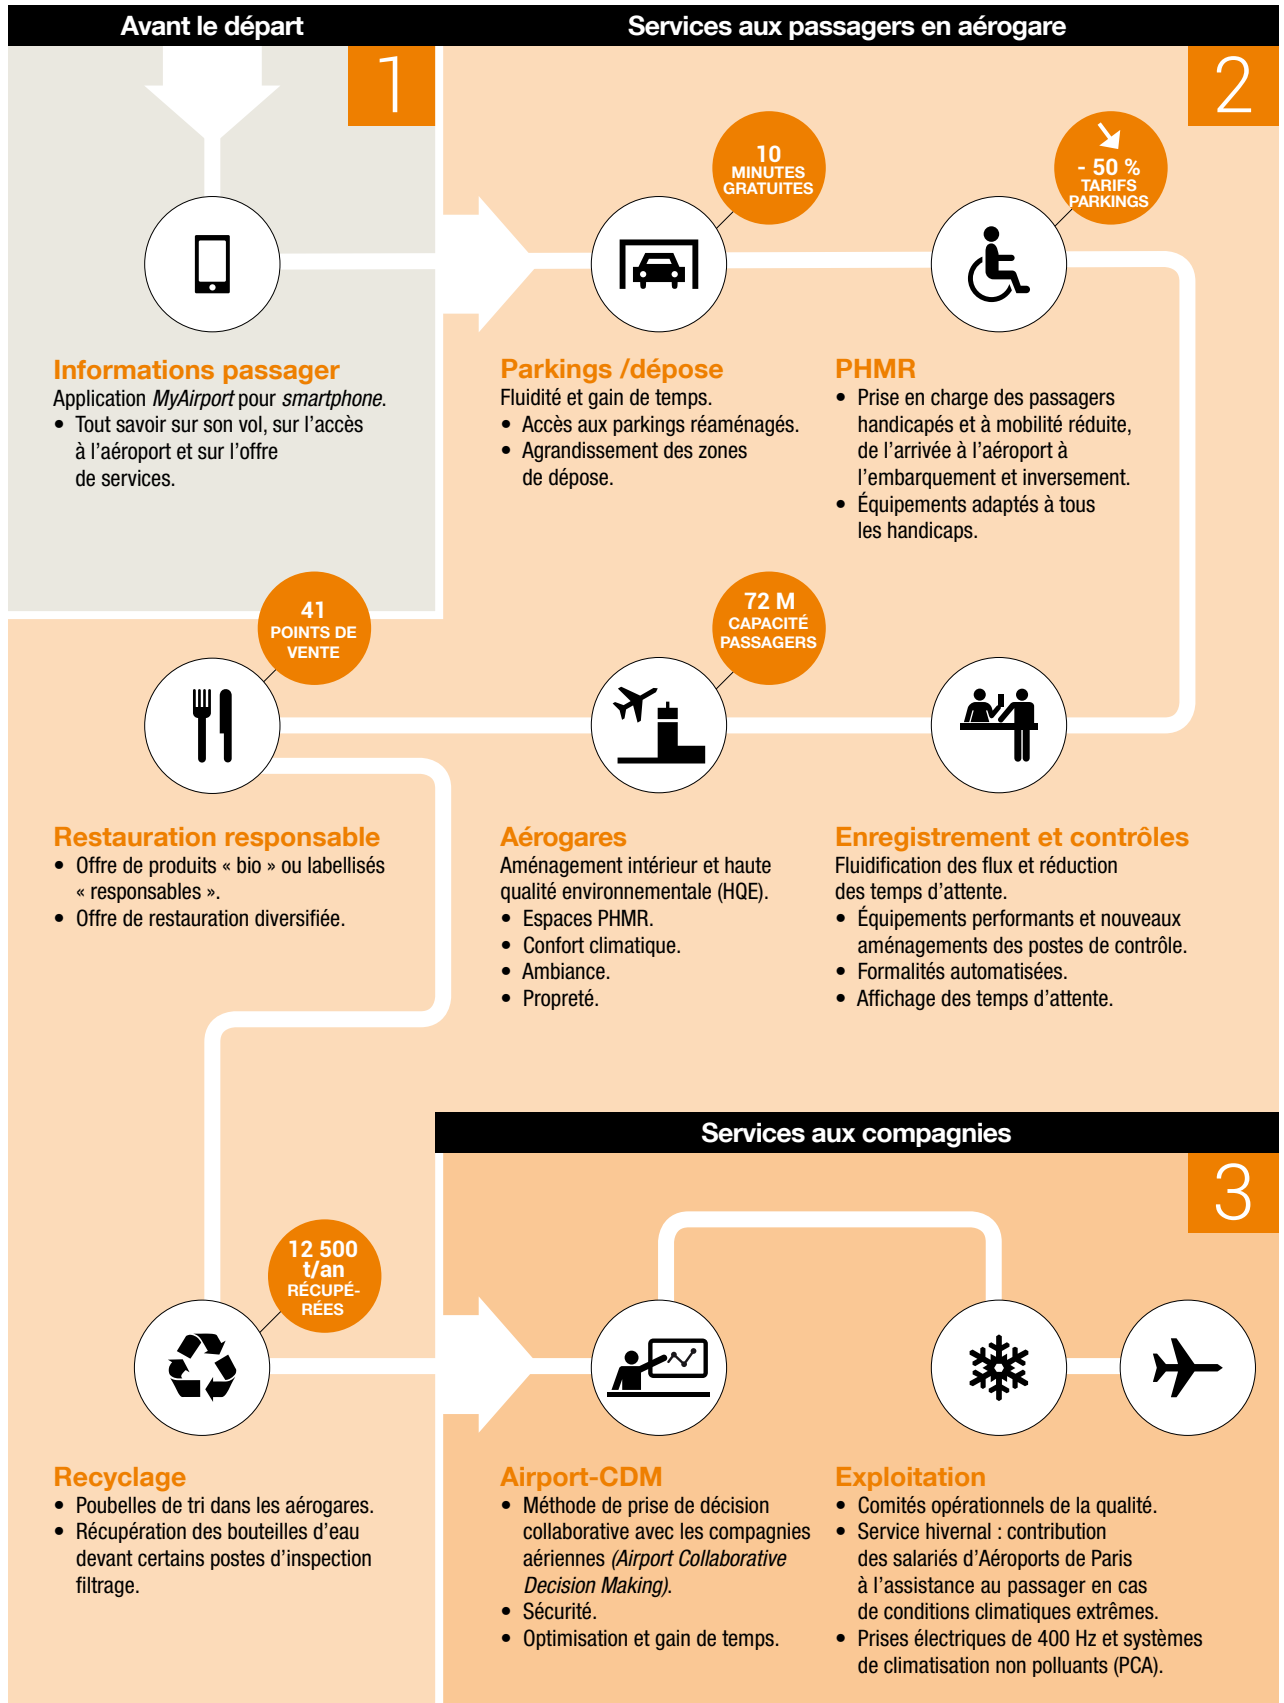 Avant le départ
1
Informations passager
Application MyAirport pour smartphone.
• Tout savoir sur son vol, sur l'accès
à l'aéroport et sur l'offre
de services.
Services aux passagers en aérogare
2
10
MINUTES
GRATUITES
Parkings /dépose
Fluidité et gain de temps.
• Accès aux parkings réaménagés.
• Agrandissement des zones
de dépose.
- 50 %
TARIFS
PARKINGS
PHMR
• Prise en charge des passagers
handicapés et à mobilité réduite,
de l'arrivée à l'aéroport à
l'embarquement et inversement.
• Équipements adaptés à tous
les handicaps.
Enregistrement et contrôles
Fluidification des flux et réduction
des temps d'attente.
• Équipements performants et nouveaux
aménagements des postes de contrôle.
• Formalités automatisées.
• Affichage des temps d'attente.
72 M
CAPACITÉ
PASSAGERS
Aérogares
Aménagement intérieur et haute
qualité environnementale (HQE).
• Espaces PHMR.
• Confort climatique.
• Ambiance.
• Propreté.
41
POINTS DE
VENTE
Restauration responsable
• Offre de produits « bio » ou labellisés
« responsables ».
• Offre de restauration diversifiée.
12 500
t/an
RÉCUPÉ-
RÉES
Recyclage
• Poubelles de tri dans les aérogares.
• Récupération des bouteilles d'eau
devant certains postes d'inspection
filtrage.
Services aux compagnies
3
Airport-CDM
• Méthode de prise de décision
collaborative avec les compagnies
aériennes (Airport Collaborative
Decision Making).
• Sécurité.
• Optimisation et gain de temps.
Exploitation
• Comités opérationnels de la qualité.
• Service hivernal : contribution
des salariés d'Aéroports de Paris
à l'assistance au passager en cas
de conditions climatiques extrêmes.
• Prises électriques de 400 Hz et systèmes
de climatisation non polluants (PCA).